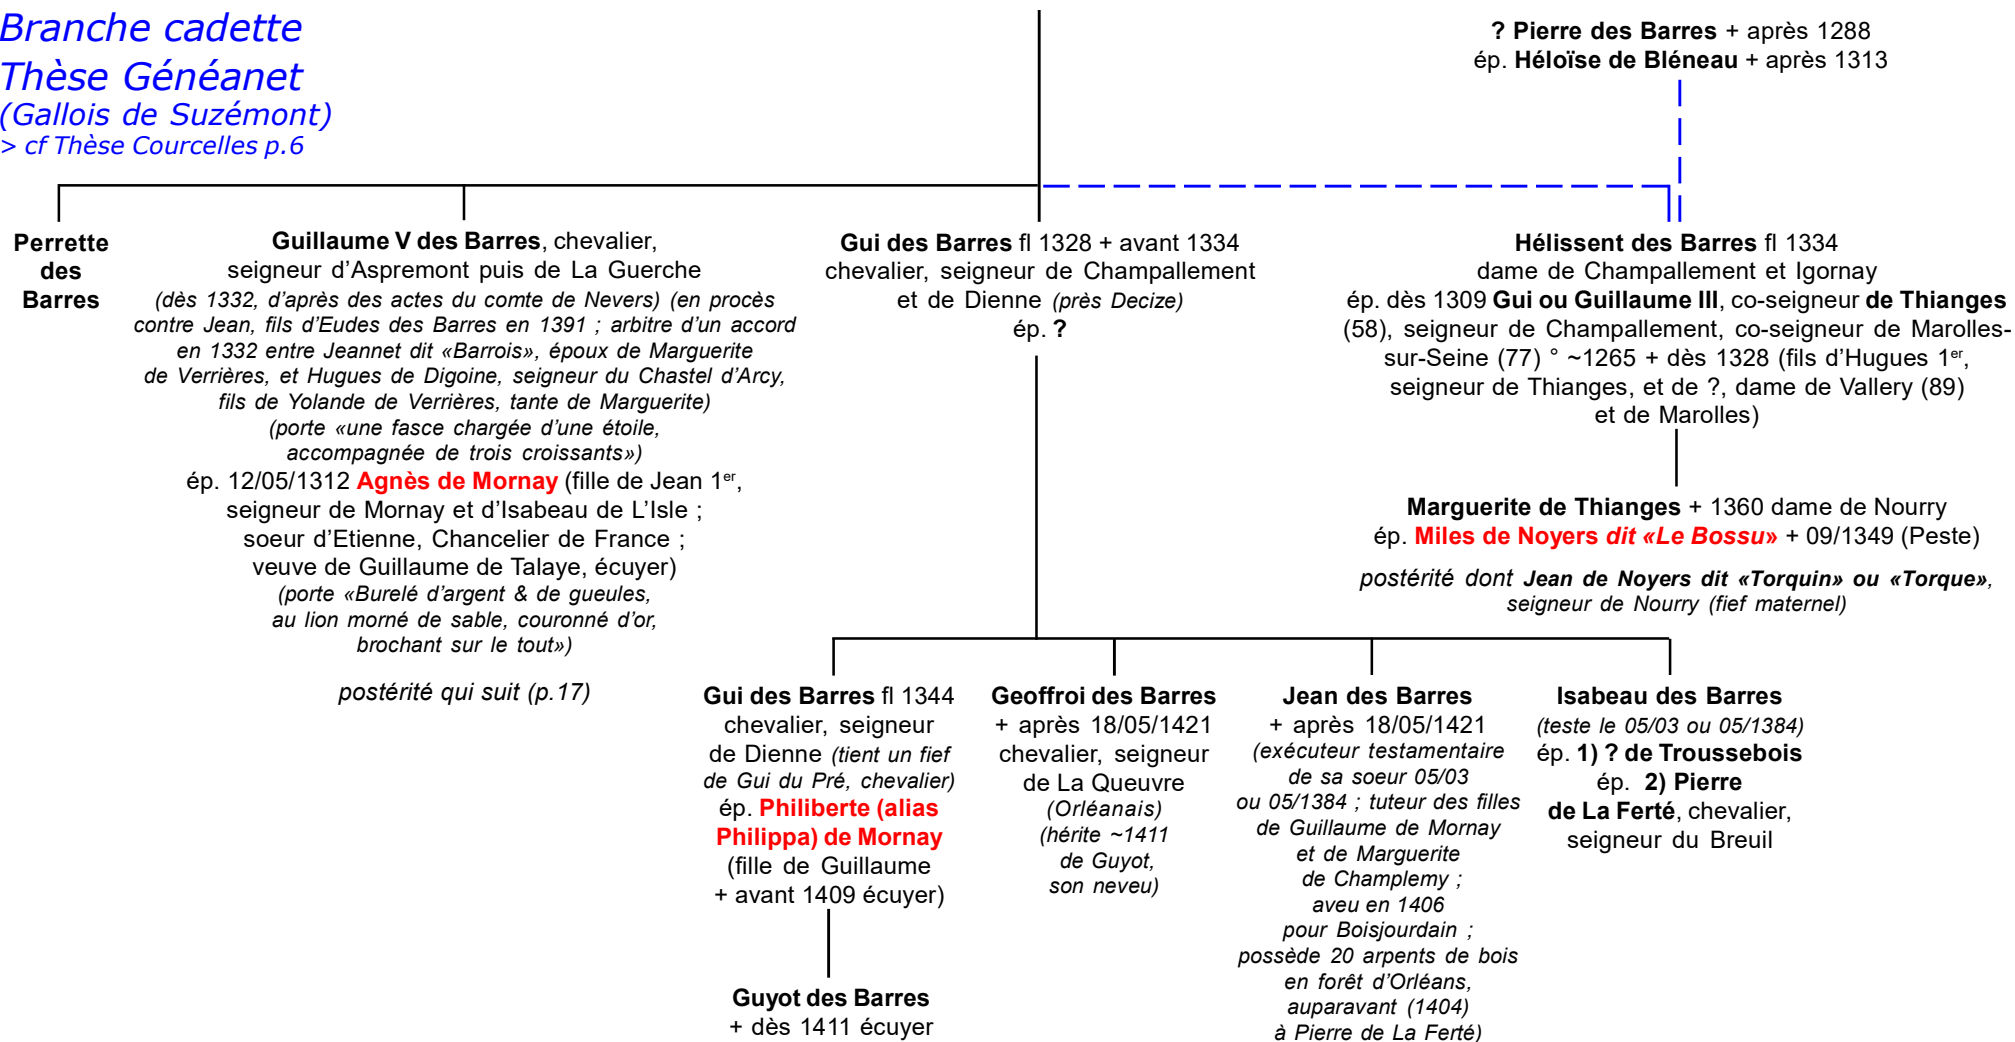 Branche cadette
Thèse Généanet
(Gallois de Suzémont)
> cf Thèse Courcelles p.6
? Pierre des Barres + après 1288
ép. Héloïse de Bléneau + après 1313
Perrette
des
Barres
Guillaume V des Barres, chevalier,
seigneur d’Aspremont puis de La Guerche
(dès 1332, d’après des actes du comte de Nevers) (en procès
contre Jean, fils d’Eudes des Barres en 1391 ; arbitre d’un accord
en 1332 entre Jeannet dit «Barrois», époux de Marguerite
de Verrières, et Hugues de Digoine, seigneur du Chastel d’Arcy,
fils de Yolande de Verrières, tante de Marguerite)
(porte «une fasce chargée d’une étoile,
accompagnée de trois croissants»)
ép. 12/05/1312 Agnès de Mornay (fille de Jean 1er,
seigneur de Mornay et d’Isabeau de L’Isle ;
soeur d’Etienne, Chancelier de France ;
veuve de Guillaume de Talaye, écuyer)
(porte «Burelé d’argent & de gueules,
au lion morné de sable, couronné d’or,
brochant sur le tout»)
postérité qui suit (p.17)
Gui des Barres fl 1328 + avant 1334
chevalier, seigneur de Champallement
et de Dienne (près Decize)
ép. ?
Hélissent des Barres fl 1334
dame de Champallement et Igornay
ép. dès 1309 Gui ou Guillaume III, co-seigneur de Thianges
(58), seigneur de Champallement, co-seigneur de Marolles-
sur-Seine (77) ° ~1265 + dès 1328 (fils d’Hugues 1er,
seigneur de Thianges, et de ?, dame de Vallery (89)
et de Marolles)
Marguerite de Thianges + 1360 dame de Nourry
ép. Miles de Noyers dit «Le Bossu» + 09/1349 (Peste)
postérité dont Jean de Noyers dit «Torquin» ou «Torque»,
seigneur de Nourry (fief maternel)
Gui des Barres fl 1344
chevalier, seigneur
de Dienne (tient un fief
de Gui du Pré, chevalier)
ép. Philiberte (alias
Philippa) de Mornay
(fille de Guillaume
+ avant 1409 écuyer)
Guyot des Barres
+ dès 1411 écuyer
Geoffroi des Barres
+ après 18/05/1421
chevalier, seigneur
de La Queuvre
(Orléanais)
(hérite ~1411
de Guyot,
son neveu)
Jean des Barres
+ après 18/05/1421
(exécuteur testamentaire
de sa soeur 05/03
ou 05/1384 ; tuteur des filles
de Guillaume de Mornay
et de Marguerite
de Champlemy ;
aveu en 1406
pour Boisjourdain ;
possède 20 arpents de bois
en forêt d’Orléans,
auparavant (1404)
à Pierre de La Ferté)
Isabeau des Barres
(teste le 05/03 ou 05/1384)
ép. 1) ? de Troussebois
ép. 2) Pierre
de La Ferté, chevalier,
seigneur du Breuil